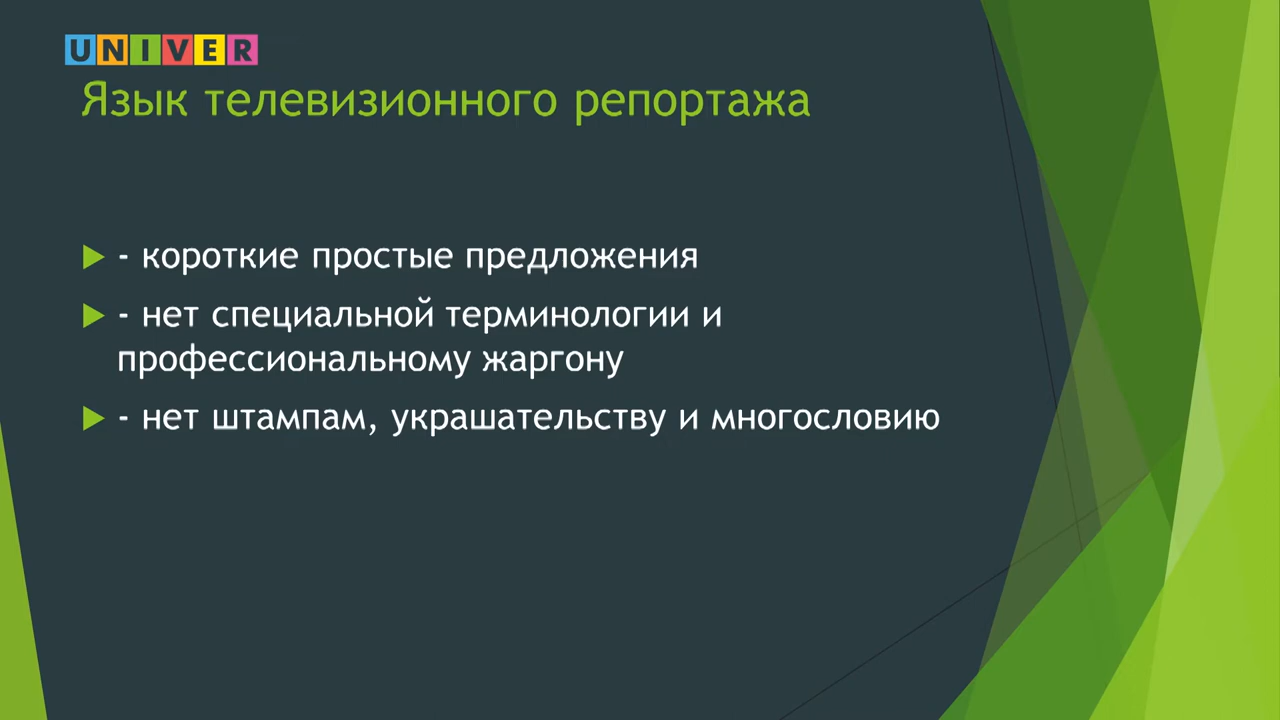 UNIVER
Язык телевизионного репортажа
- короткие простые предложения
- нет специальной терминологии и
профессиональному жаргону
- нет штампам, украшательству и многословию